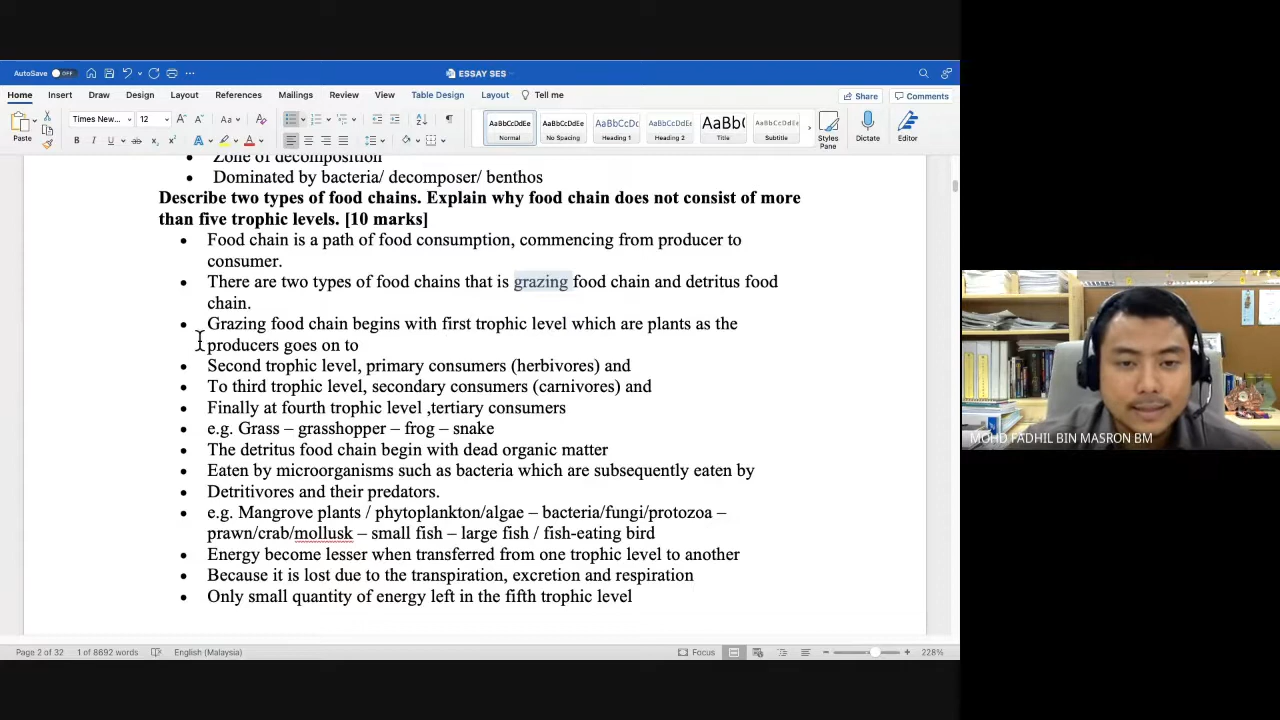 AutoSave OFF
ESSAY SES
Home Insert Draw Design Layout References Mailings Review View Table Design Layout Tell me
Share Comments
Paste
Times New... 12
AaBbCcDdEe AaBbCcDdEe AaBbCcDc AaBbCcDdEe AaBbC AaBbCcDdEe
Normal No Spacing Heading 1 Heading 2 Title Subtitle
Styles Pane
Dictate
Editor
Zone of decomposition
Dominated by bacteria/ decomposer/ benthos
Describe two types of food chains. Explain why food chain does not consist of more
than five trophic levels. [10 marks]
Food chain is a path of food consumption, commencing from producer to
consumer.
There are two types of food chains that is grazing food chain and detritus food
chain.
Grazing food chain begins with first trophic level which are plants as the
producers goes on to
Second trophic level, primary consumers (herbivores) and
To third trophic level, secondary consumers (carnivores) and
Finally at fourth trophic level ,tertiary consumers
e.g. Grass – grasshopper – frog – snake
The detritus food chain begin with dead organic matter
Eaten by microorganisms such as bacteria which are subsequently eaten by
Detritivores and their predators.
e.g. Mangrove plants / phytoplankton/algae – bacteria/fungi/protozoa –
prawn/crab/mollusk – small fish – large fish / fish-eating bird
Energy become lesser when transferred from one trophic level to another
Because it is lost due to the transpiration, excretion and respiration
Only small quantity of energy left in the fifth trophic level
Page 2 of 32 1 of 8692 words English (Malaysia) Focus 228%
MOHD FADHIL BIN MASRON BM